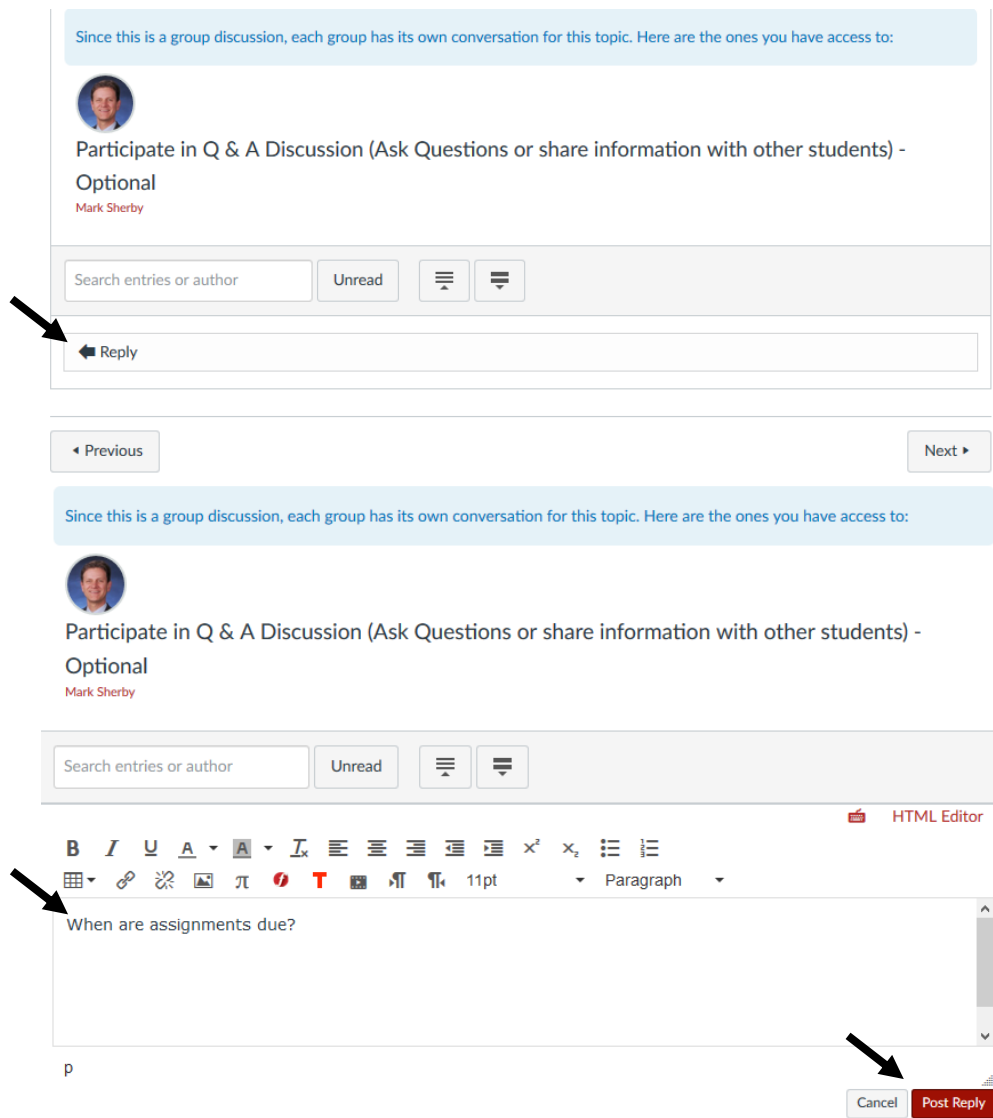 Since this is a group discussion, each group has its own conversation for this topic. Here are the ones you have access to:
Participate in Q & A Discussion (Ask Questions or share information with other students) -
Optional
Mark Sherby
Search entries or author Unread
Reply
Previous Next
Since this is a group discussion, each group has its own conversation for this topic. Here are the ones you have access to:
Participate in Q & A Discussion (Ask Questions or share information with other students) -
Optional
Mark Sherby
Search entries or author Unread
HTML Editor
B I U A A Tx x² x₂
π T ¶ ¶ 11pt Paragraph
When are assignments due?
p
Cancel Post Reply